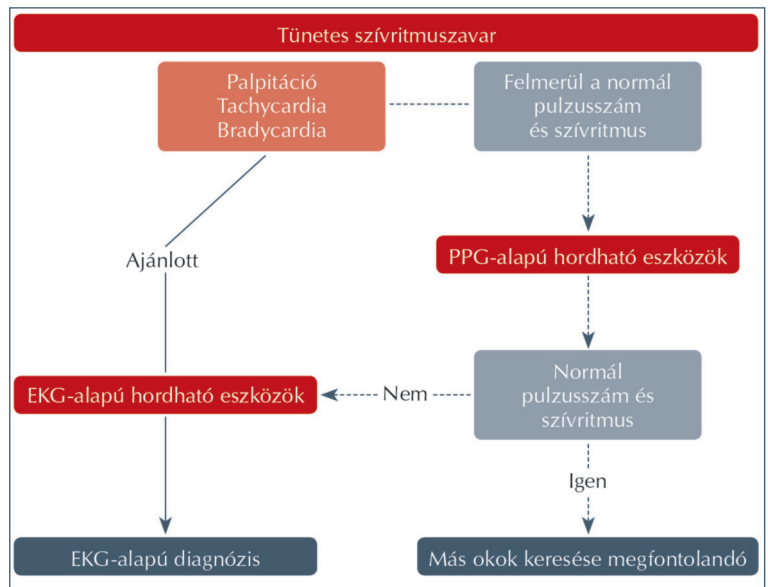 Tünetes szívritmuszavar
Palpitáció
Tachycardia
Bradycardia
Felmerül a normál
pulzusszám
és szívritmus
Ajánlott
PPG-alapú hordható eszközök
EKG-alapú hordható eszközök
Nem
Normál
pulzusszám és
szívritmus
Igen
EKG-alapú diagnózis
Más okok keresése megfontolandó